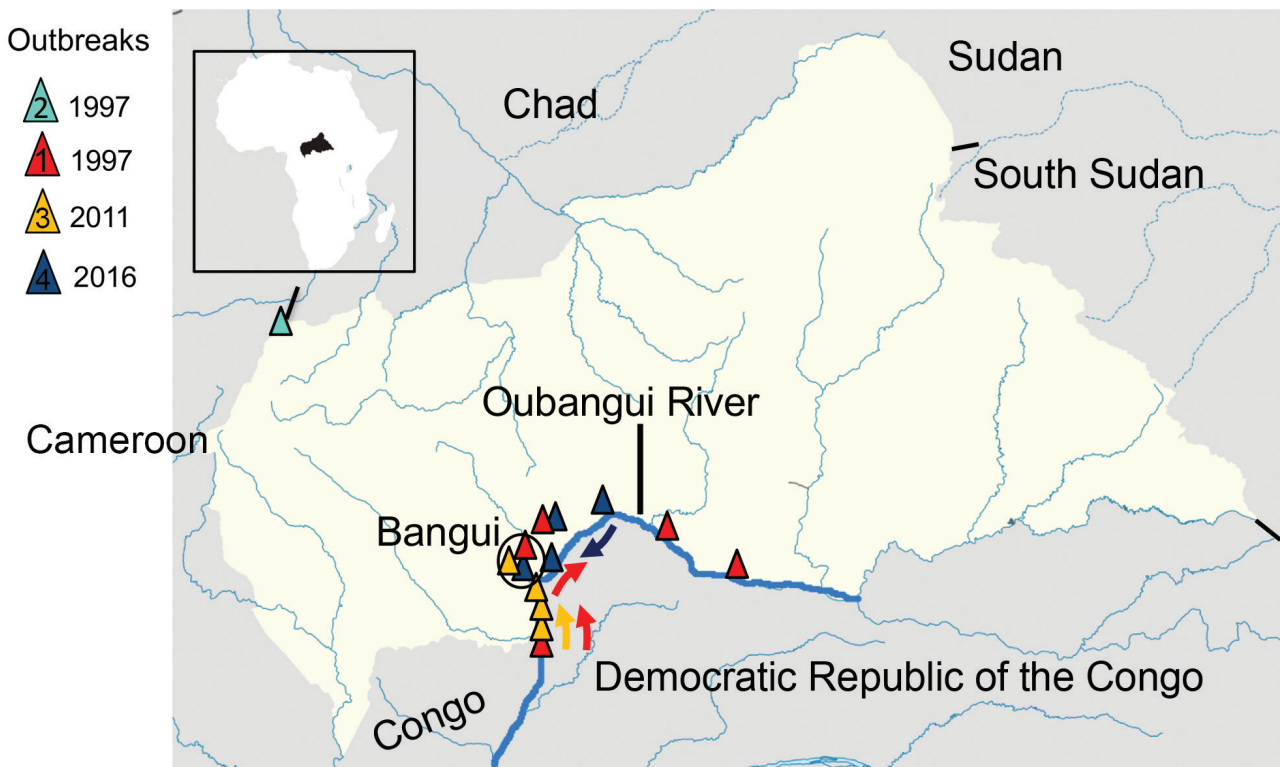 Outbreaks
2 1997
1 1997
3 2011
4 2016
Chad
Sudan
South Sudan
Oubangui River
Cameroon
Bangui
Democratic Republic of the Congo
Congo